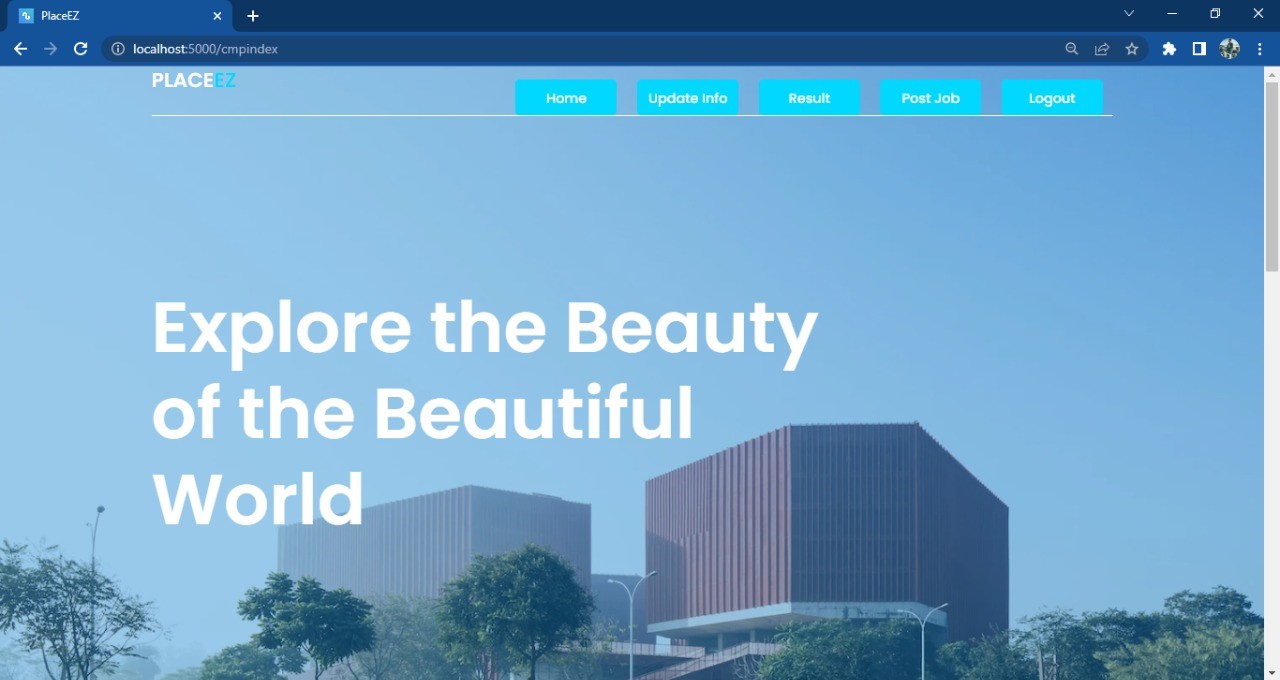 PlaceEZ
localhost:5000/cmpindex
PLACEEZ
Home Update Info Result Post Job Logout
Explore the Beauty
of the Beautiful
World